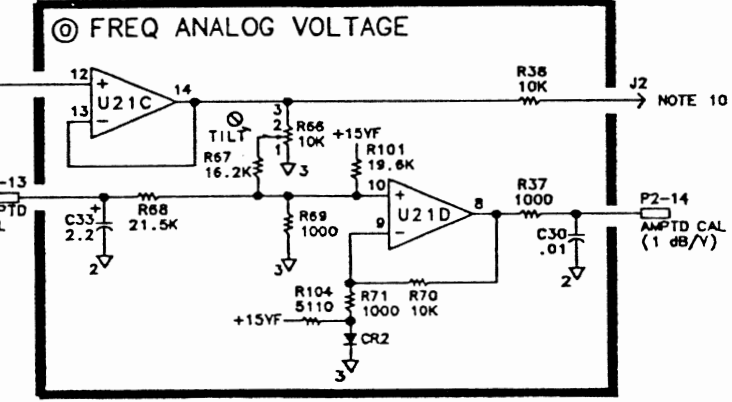 O FREQ ANALOG VOLTAGE
12
+
14
U21C
13
−
R38
10K
J2
NOTE 10
3
2
1
TILT
R66
10K
+15VF
R67
16.2K
3
R101
19.6K
-13
PTD
L
+
C33
2.2
2
R68
21.5K
R69
1000
3
10
+
8
U21D
9
−
R37
1000
P2-14
AMPTD CAL
(1 dB/V)
C30
.01
2
R104
5110
R71
1000
R70
10K
+15VF
CR2
3